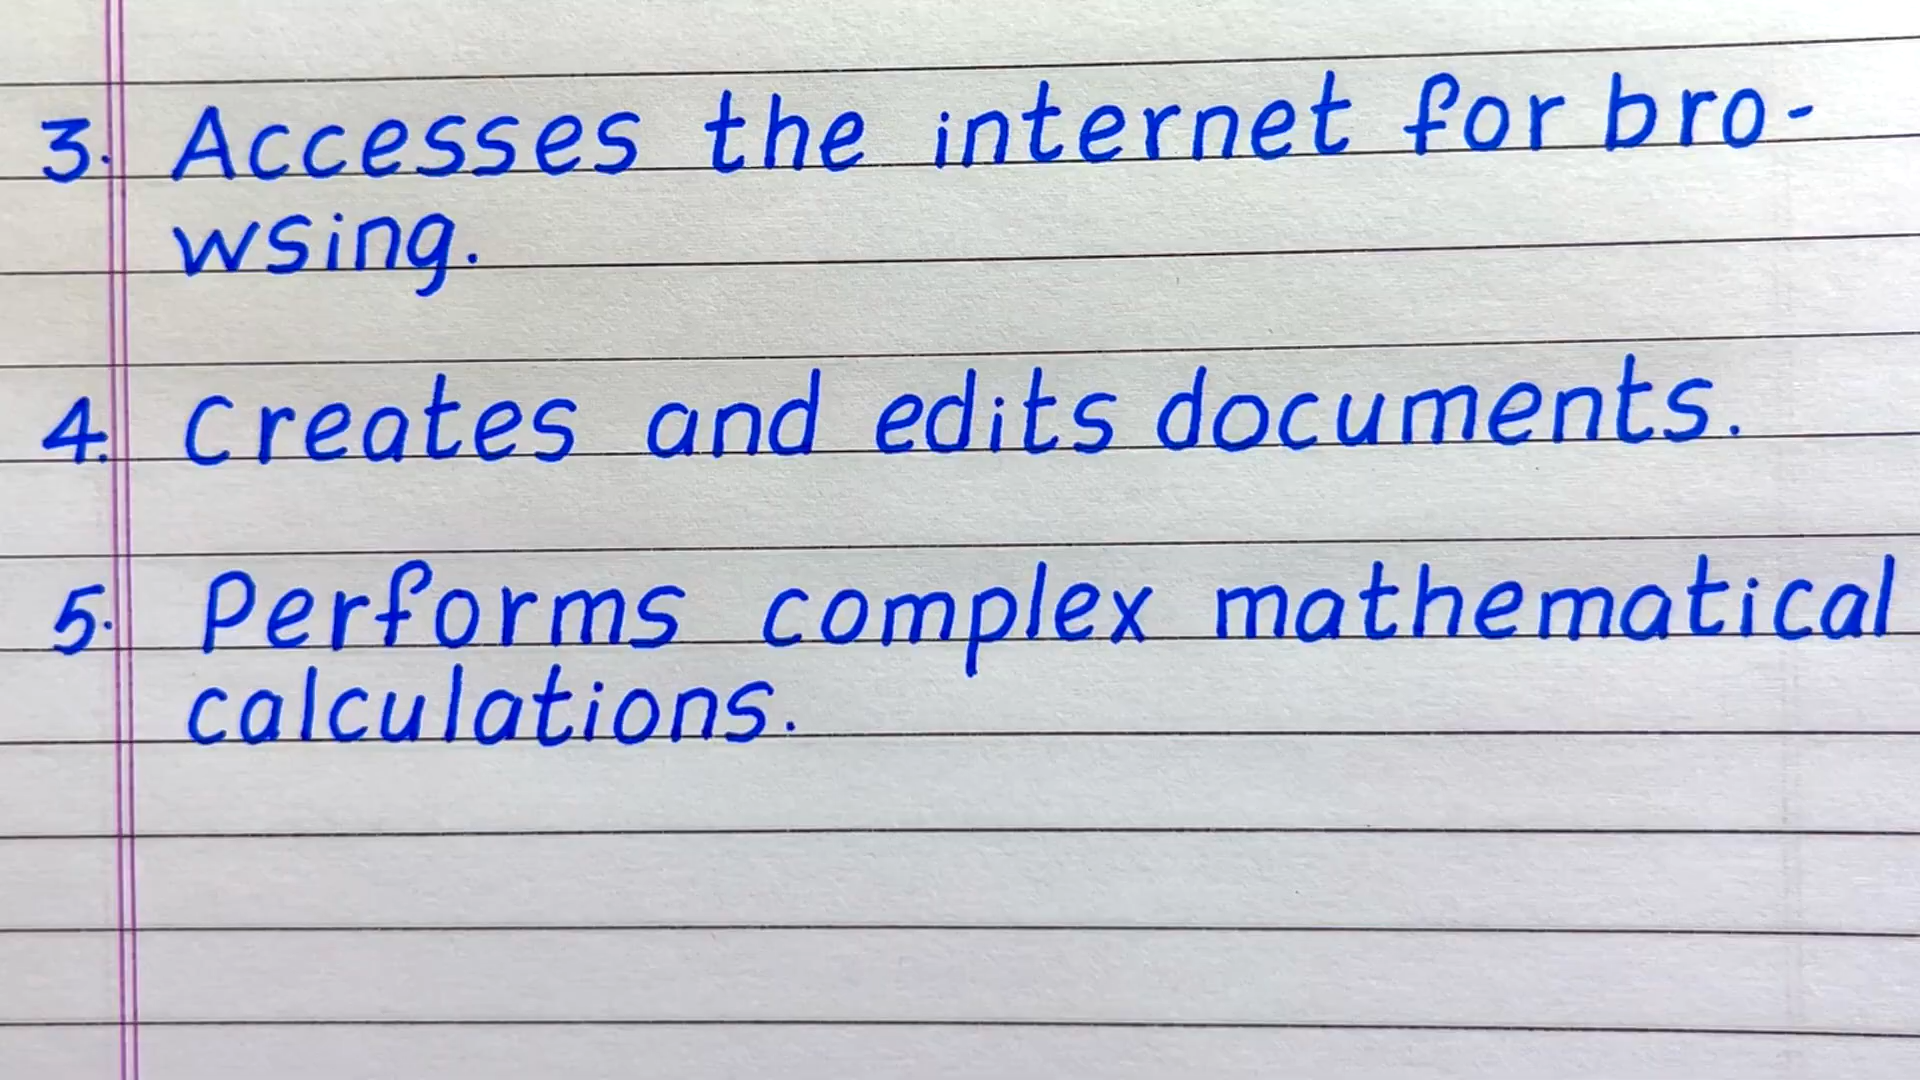 3. Accesses the internet for bro-
wsing.
4. Creates and edits documents.
5. Performs complex mathematical
calculations.